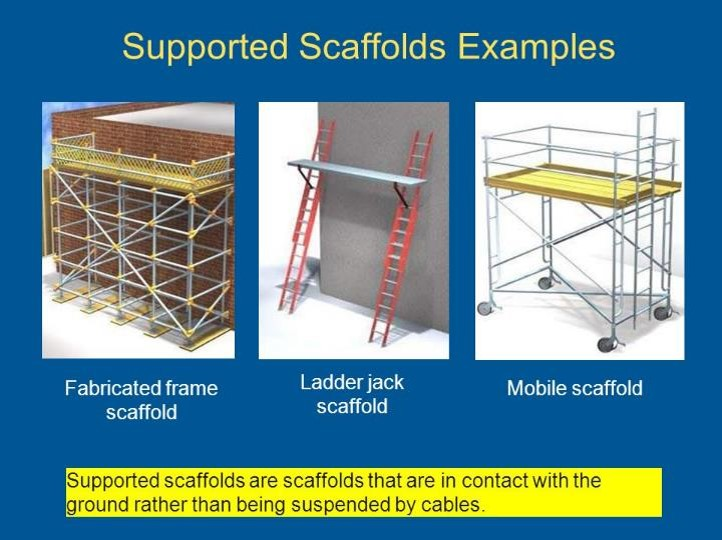 Supported Scaffolds Examples
Fabricated frame
scaffold
Ladder jack
scaffold
Mobile scaffold
Supported scaffolds are scaffolds that are in contact with the
ground rather than being suspended by cables.